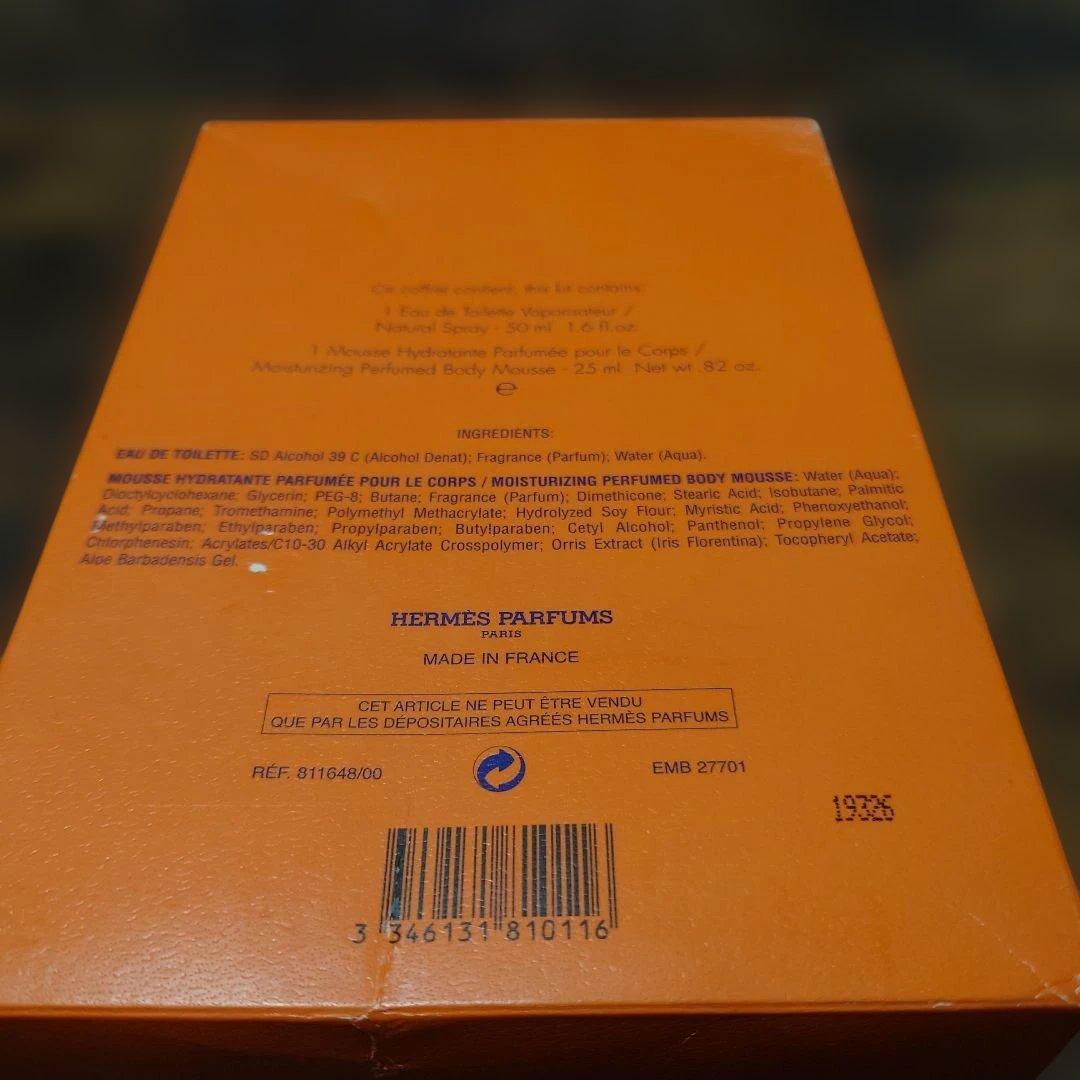 Ce coffret contient, this kit contains:
1 Eau de Toilette Vaporisateur /
Natural Spray - 50 ml 1.6 fl.oz.
1 Mousse Hydratante Parfumée pour le Corps /
Moisturizing Perfumed Body Mousse - 25 ml Net wt .82 oz.
℮
INGREDIENTS:
EAU DE TOILETTE: SD Alcohol 39 C (Alcohol Denat); Fragrance (Parfum); Water (Aqua).
MOUSSE HYDRATANTE PARFUMÉE POUR LE CORPS / MOISTURIZING PERFUMED BODY MOUSSE: Water (Aqua);
Dioctylcyclohexane; Glycerin; PEG-8; Butane; Fragrance (Parfum); Dimethicone; Stearic Acid; Isobutane; Palmitic
Acid; Propane; Tromethamine; Polymethyl Methacrylate; Hydrolyzed Soy Flour; Myristic Acid; Phenoxyethanol;
Methylparaben; Ethylparaben; Propylparaben; Butylparaben; Cetyl Alcohol; Panthenol; Propylene Glycol;
Chlorphenesin; Acrylates/C10-30 Alkyl Acrylate Crosspolymer; Orris Extract (Iris Florentina); Tocopheryl Acetate;
Aloe Barbadensis Gel.
HERMÈS PARFUMS
PARIS
MADE IN FRANCE
CET ARTICLE NE PEUT ÊTRE VENDU
QUE PAR LES DÉPOSITAIRES AGRÉÉS HERMÈS PARFUMS
RÉF. 811648/00 EMB 27701
19326
3 346131 810116